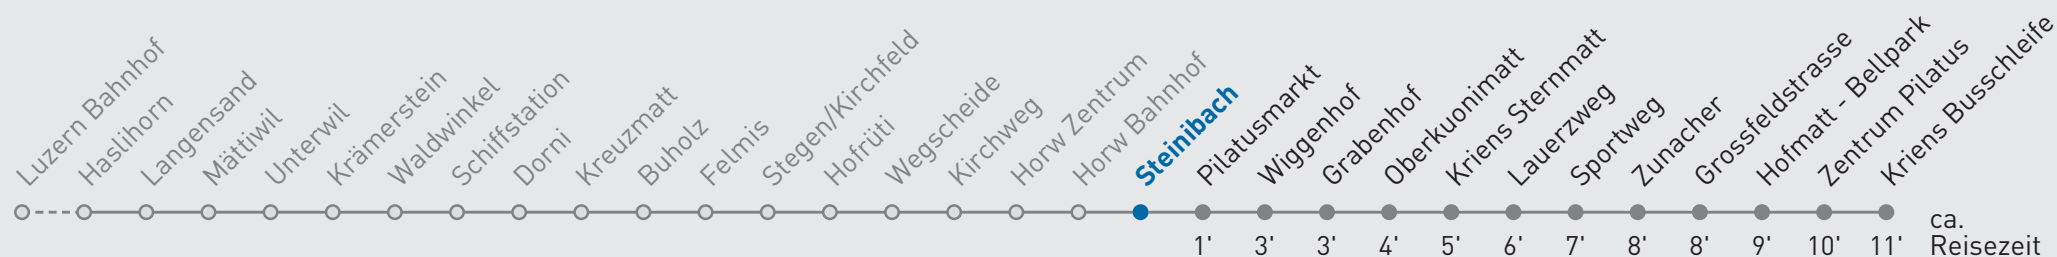 Luzern Bahnhof
Haslihorn
Langensand
Mättiwil
Unterwil
Krämerstein
Waldwinkel
Schiffstation
Dorni
Kreuzmatt
Buholz
Felmis
Stegen/Kirchfeld
Hofrüti
Wegscheide
Kirchweg
Horw Zentrum
Horw Bahnhof
Steinibach
Pilatusmarkt
Wiggenhof
Grabenhof
Oberkuonimatt
Kriens Sternmatt
Lauerzweg
Sportweg
Zunacher
Grossfeldstrasse
Hofmatt - Bellpark
Zentrum Pilatus
Kriens Busschleife
1' 3' 3' 4' 5' 6' 7' 8' 8' 9' 10' 11'
ca.
Reisezeit